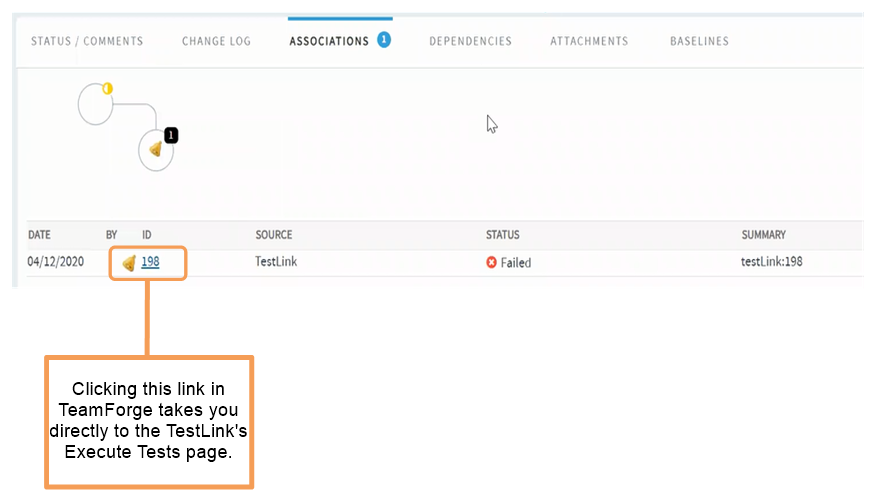 STATUS / COMMENTS CHANGE LOG ASSOCIATIONS 1 DEPENDENCIES ATTACHMENTS BASELINES
1
DATE BY ID SOURCE STATUS SUMMARY
04/12/2020 198 TestLink Failed testLink:198
Clicking this link in
TeamForge takes you
directly to the TestLink's
Execute Tests page.